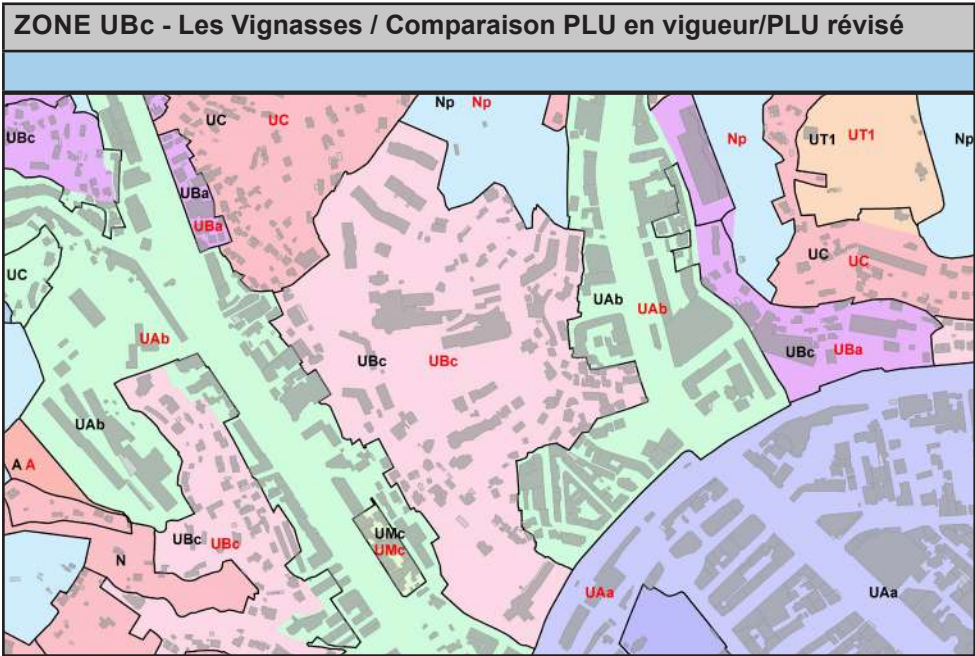 ZONE UBc - Les Vignasses / Comparaison PLU en vigueur/PLU révisé
Np Np
UC UC
UBc
Np
UT1 UT1
Np
UBa
UBa
UC
UC UC
UAb UAb
UAb
UBc UBc
UBc UBa
UAb
A A
UBc UBc
N
UMc
UMc
UAa
UAa